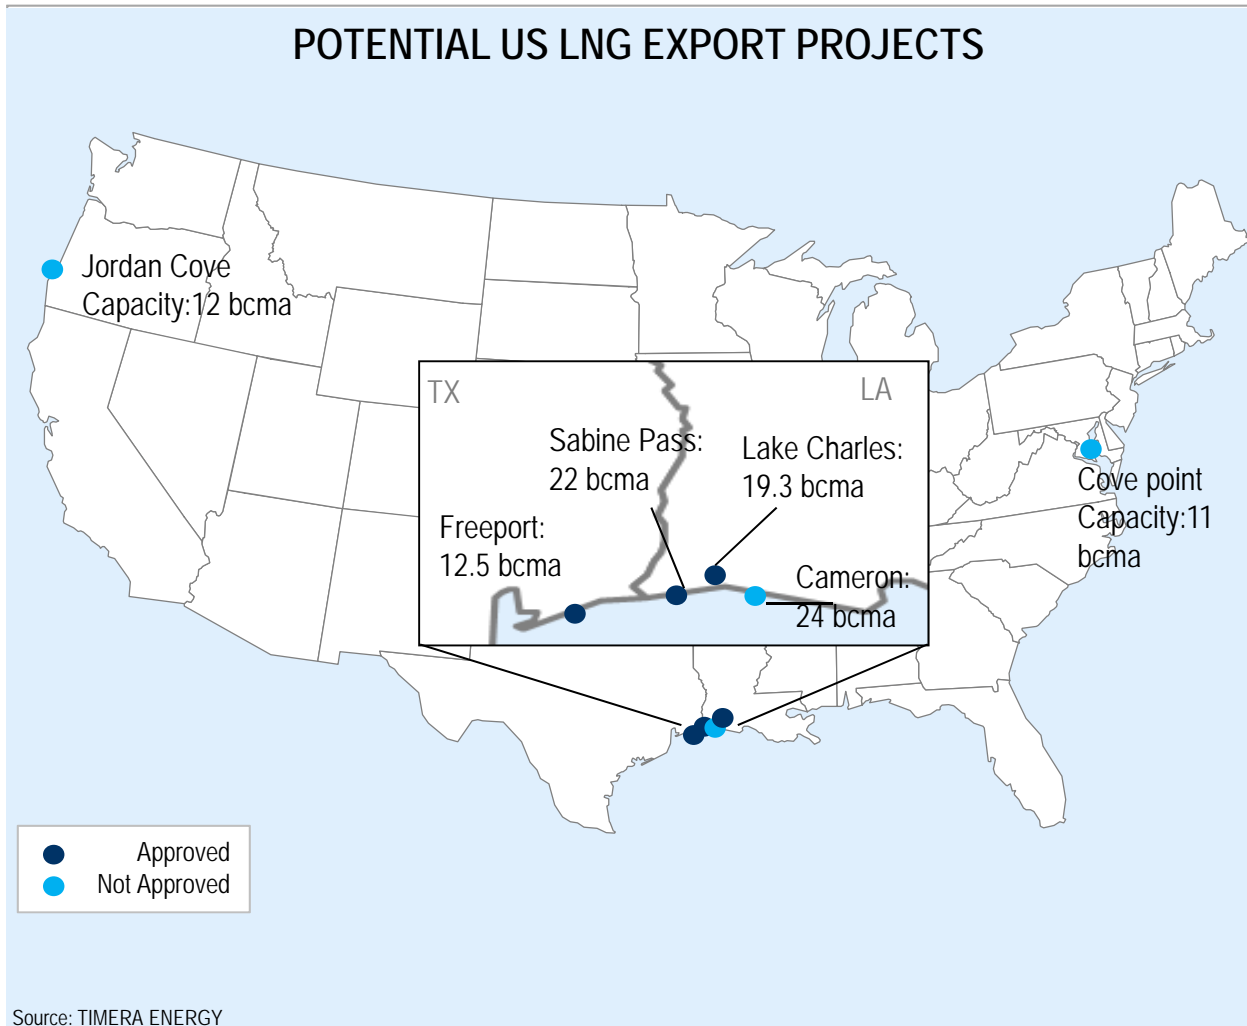 POTENTIAL US LNG EXPORT PROJECTS
Jordan Cove
Capacity:12 bcma
TX
LA
Sabine Pass:
22 bcma
Lake Charles:
19.3 bcma
Freeport:
12.5 bcma
Cameron:
24 bcma
Cove point
Capacity:11
bcma
Approved
Not Approved
Source: TIMERA ENERGY